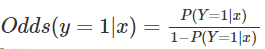 Odds(y = 1|x) = P(Y=1|x) / 1−P(Y=1|x)